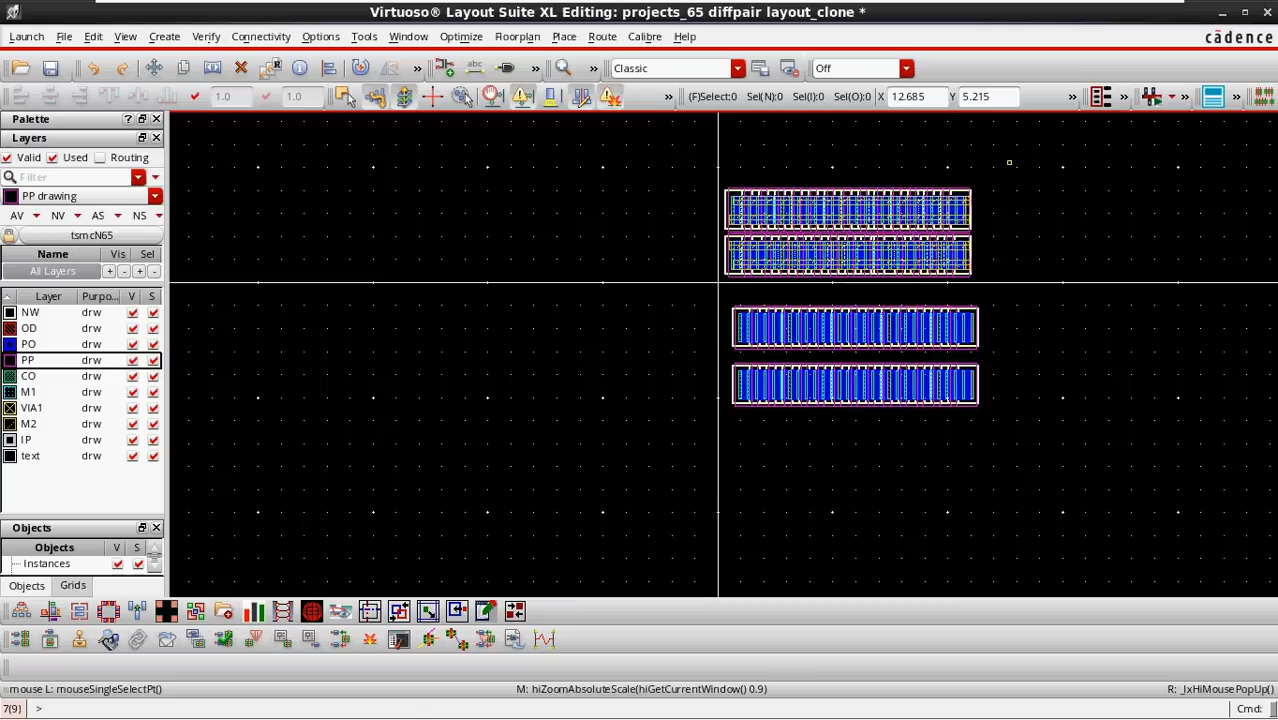 Virtuoso® Layout Suite XL Editing: projects_65 diffpair layout_clone *
Launch File Edit View Create Verify Connectivity Options Tools Window Optimize Floorplan Place Route Calibre Help
cādence
» » » Classic Off
1.0 1.0 » (F)Select:0 Sel(N):0 Sel(I):0 Sel(O):0 X 12.685 Y 5.215 » » » »
Palette ?
Layers
Valid Used Routing
Filter
PP drawing
AV NV AS NS
tsmcN65
Name Vis Sel
All Layers + - + -
Layer Purpo... V S
NW drw
OD drw
PO drw
PP drw
CO drw
M1 drw
VIA1 drw
M2 drw
IP drw
text drw
Objects
Objects V S
Instances
Objects Grids
mouse L: mouseSingleSelectPt() M: hiZoomAbsoluteScale(hiGetCurrentWindow() 0.9) R: _lxHiMousePopUp()
7(9) > Cmd: